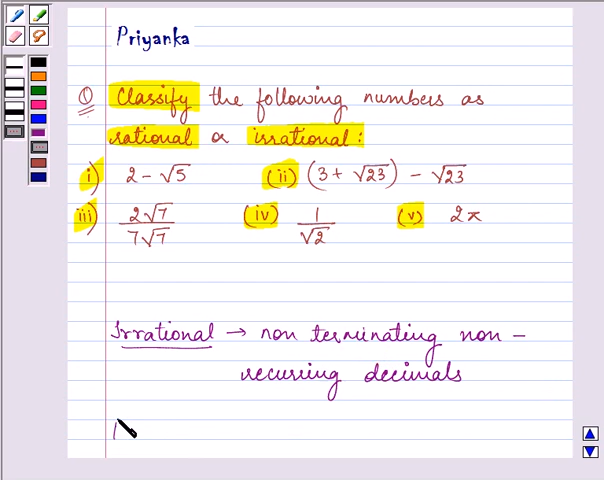 Priyanka
Q Classify the following numbers as
rational or irrational:
i) 2 - √5 (ii) (3 + √23) - √23
iii) 2√7/7√7 (iv) 1/√2 (v) 2π
Irrational → non terminating non -
recurring decimals